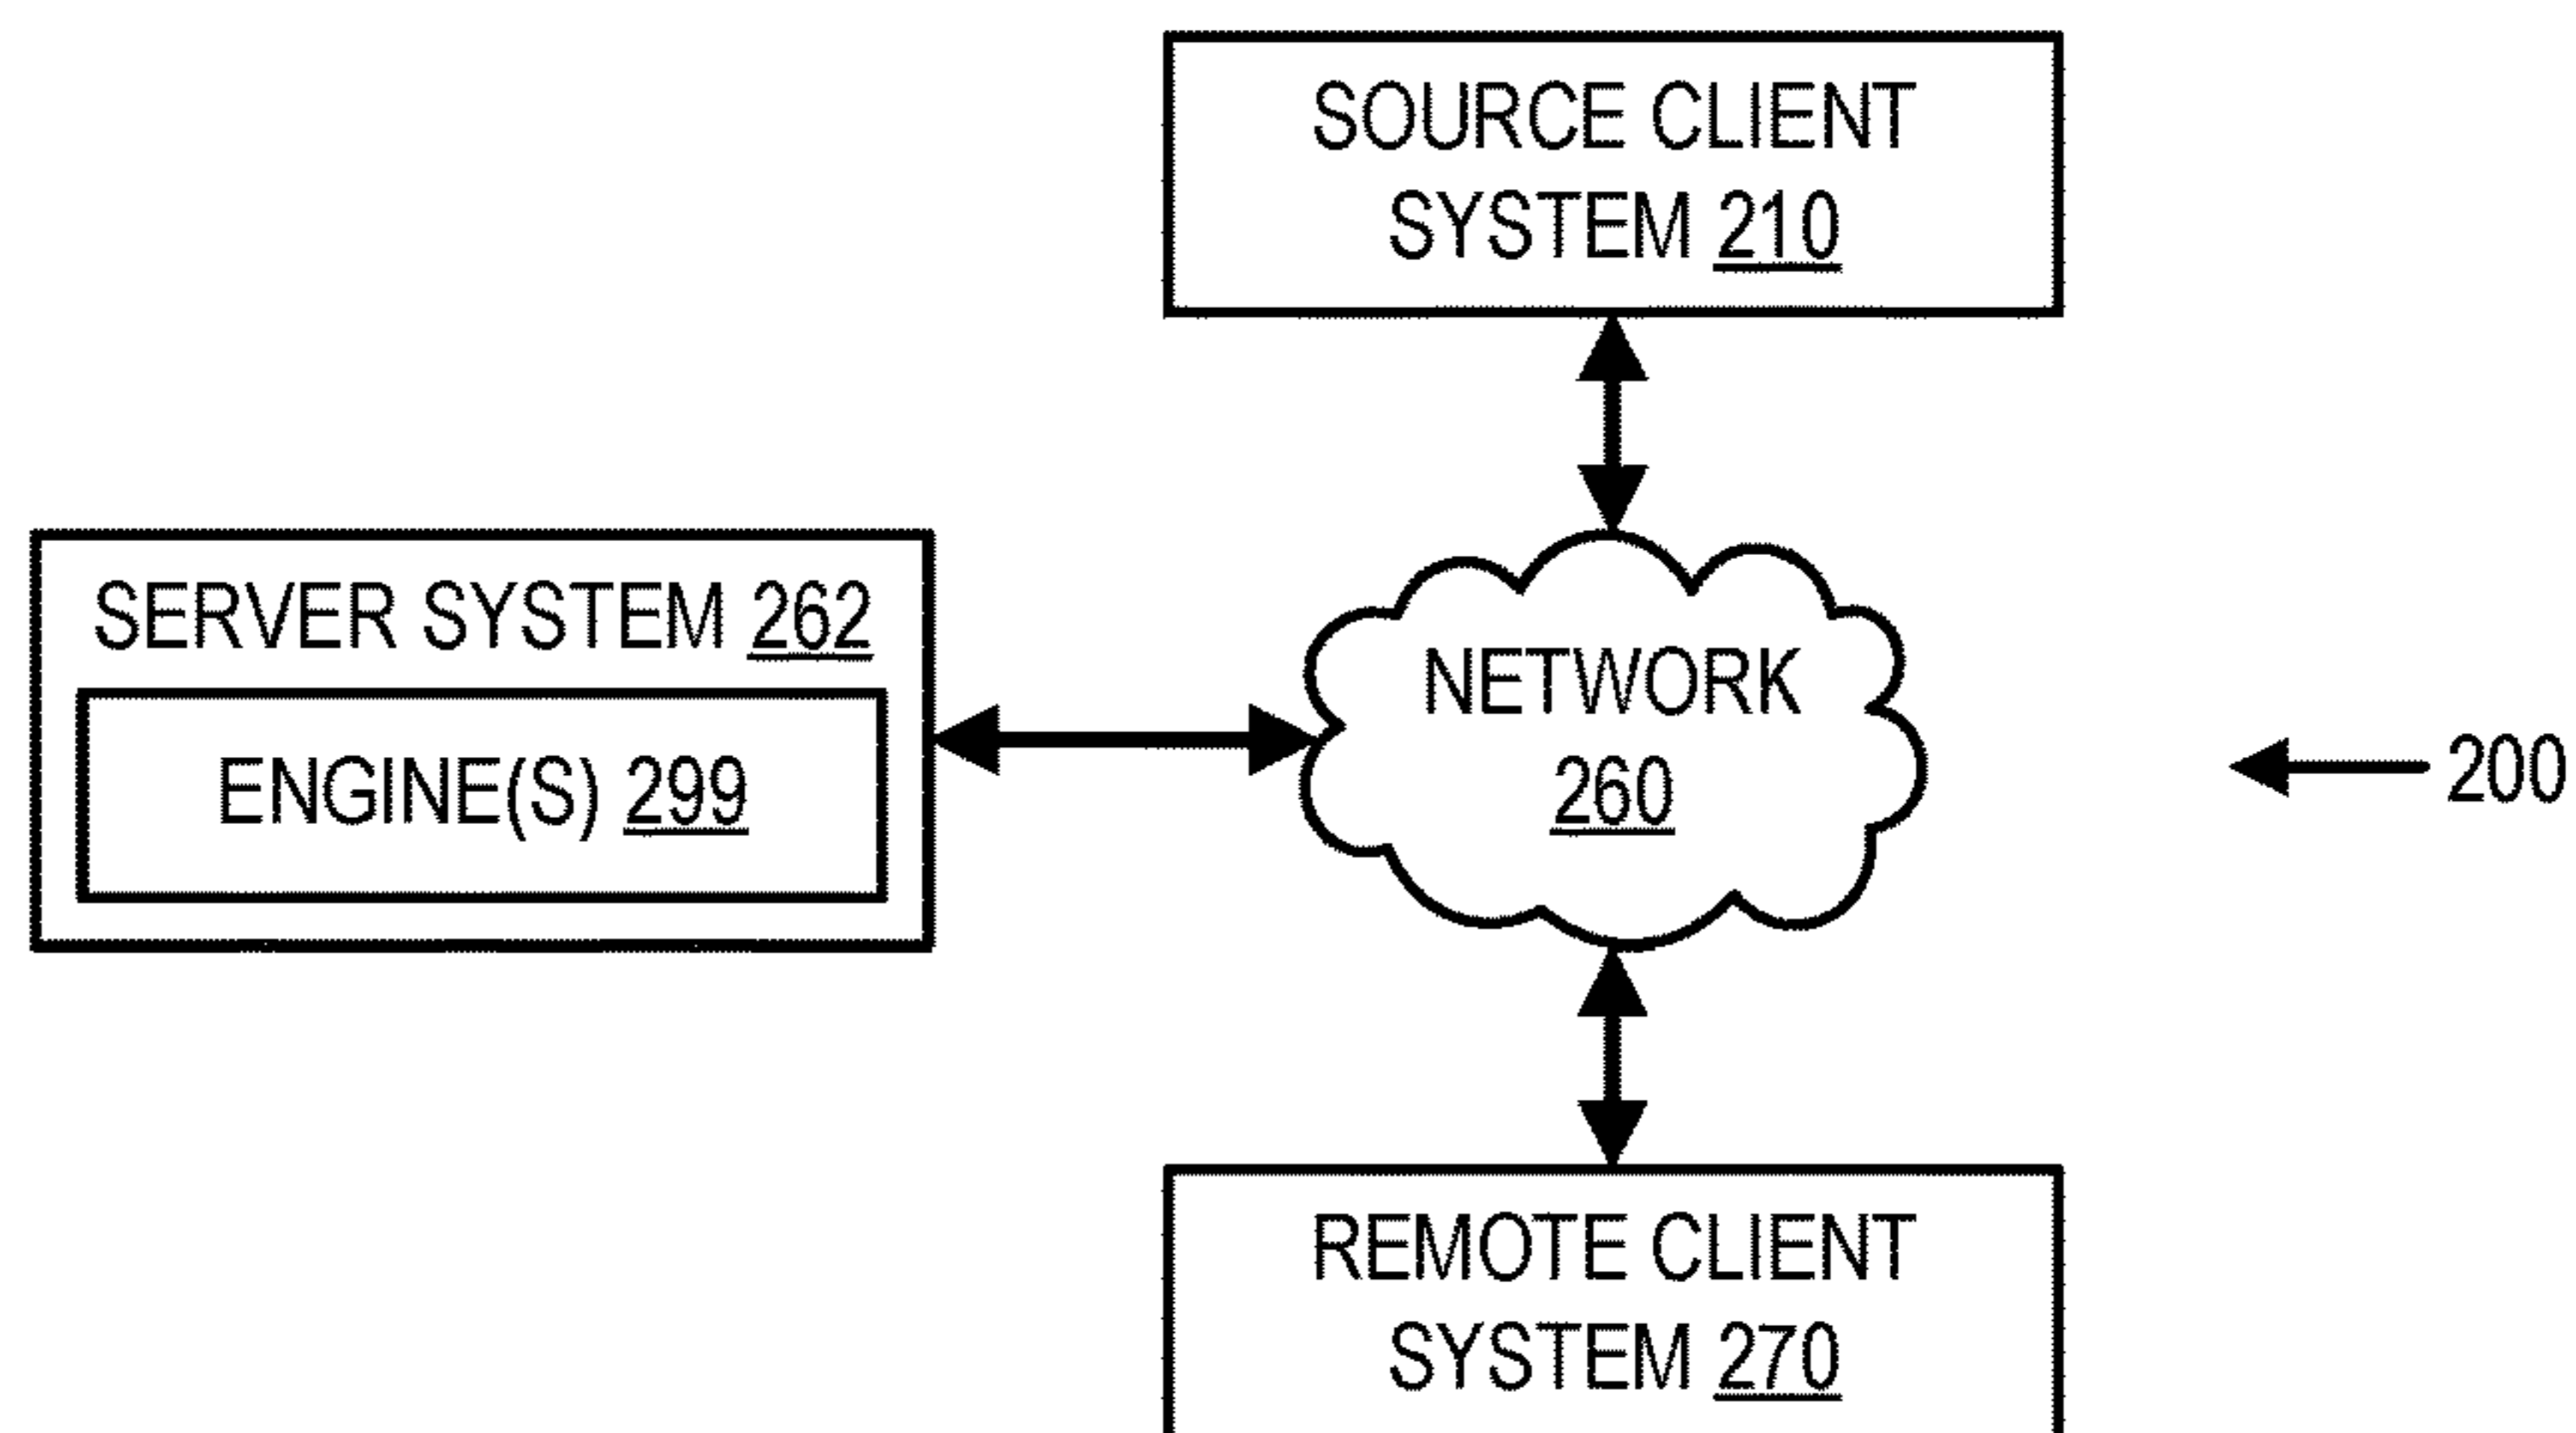 SOURCE CLIENT
SYSTEM 210
SERVER SYSTEM 262
ENGINE(S) 299
NETWORK
260
200
REMOTE CLIENT
SYSTEM 270